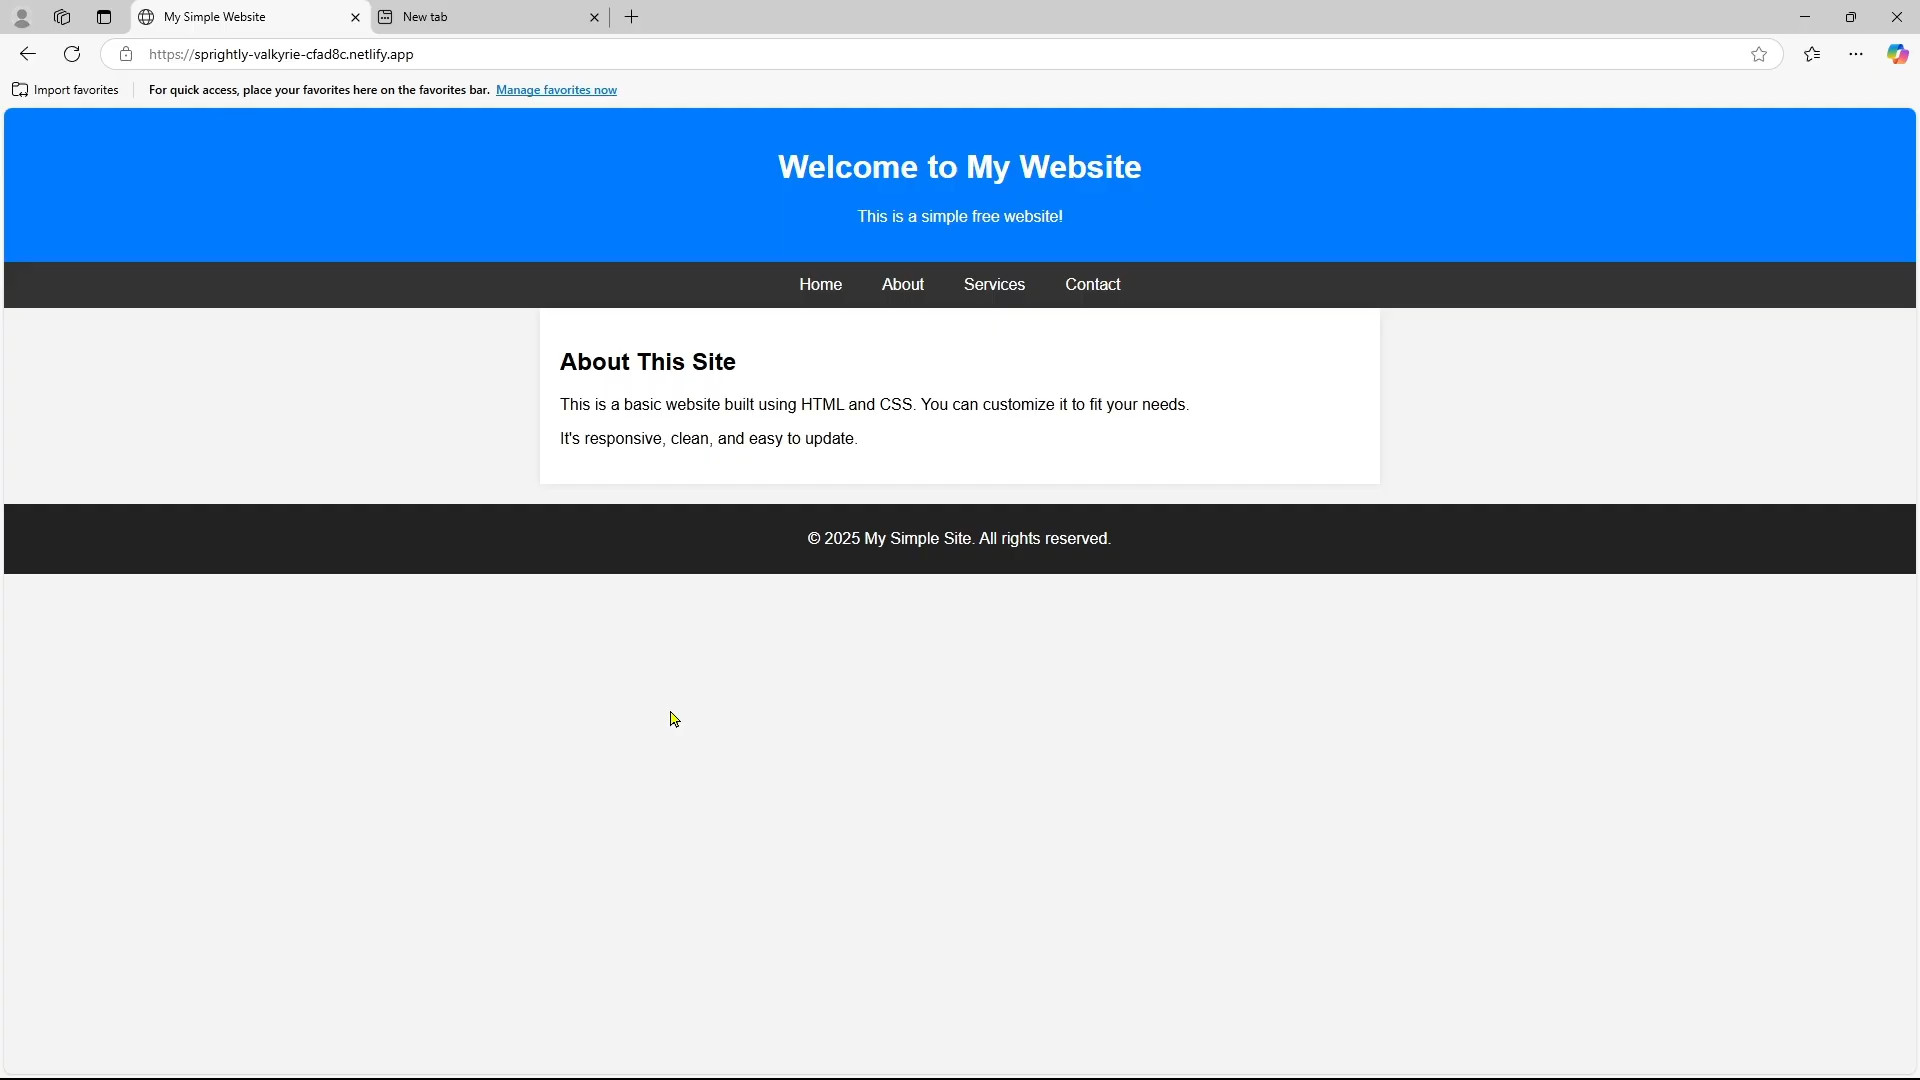 My Simple Website
New tab
https://sprightly-valkyrie-cfad8c.netlify.app
Import favorites
For quick access, place your favorites here on the favorites bar. Manage favorites now
Welcome to My Website
This is a simple free website!
Home About Services Contact
About This Site
This is a basic website built using HTML and CSS. You can customize it to fit your needs.
It's responsive, clean, and easy to update.
© 2025 My Simple Site. All rights reserved.